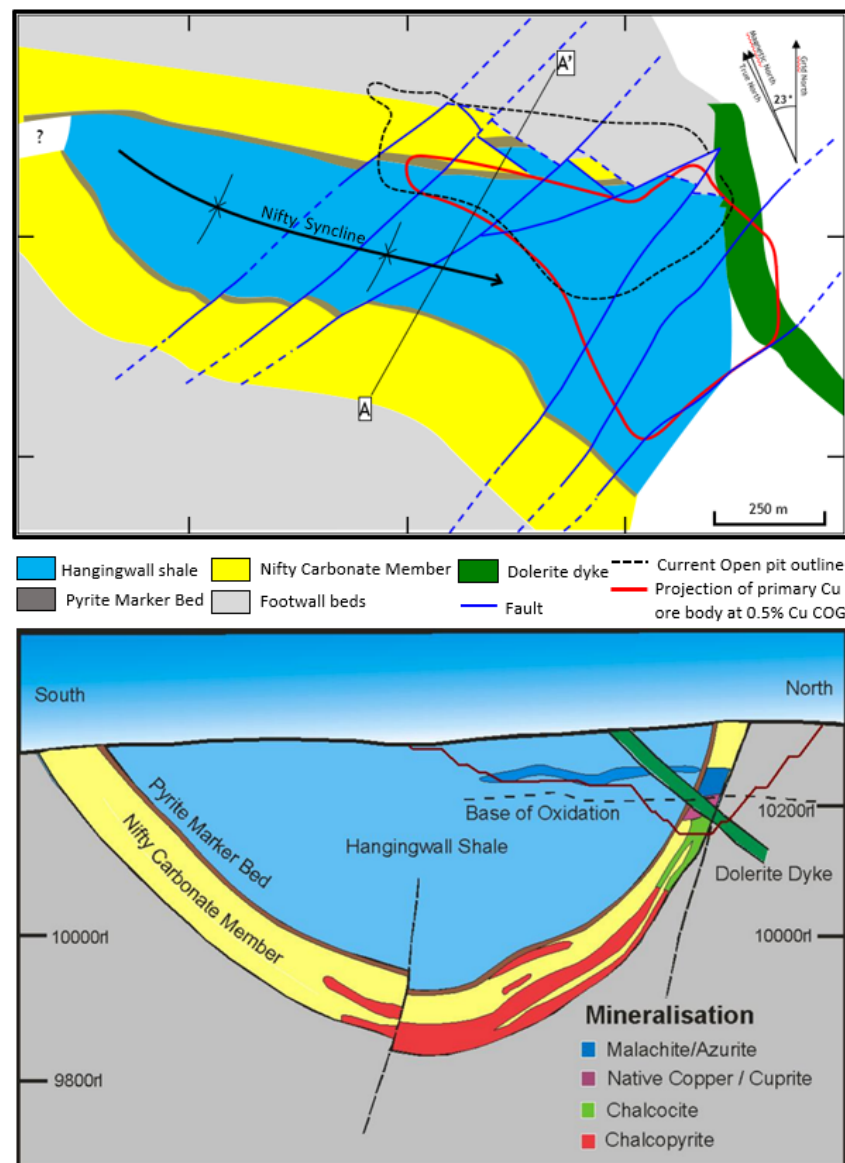 A'
Magnetic North
True North
Grid North
23°
?
Nifty Syncline
A
250 m
Hangingwall shale
Nifty Carbonate Member
Dolerite dyke
Current Open pit outline
Pyrite Marker Bed
Footwall beds
Fault
Projection of primary Cu
ore body at 0.5% Cu COG
South
North
Pyrite Marker Bed
Nifty Carbonate Member
Hangingwall Shale
Base of Oxidation
10200rl
Dolerite Dyke
10000rl
10000rl
9800rl
Mineralisation
Malachite/Azurite
Native Copper / Cuprite
Chalcocite
Chalcopyrite